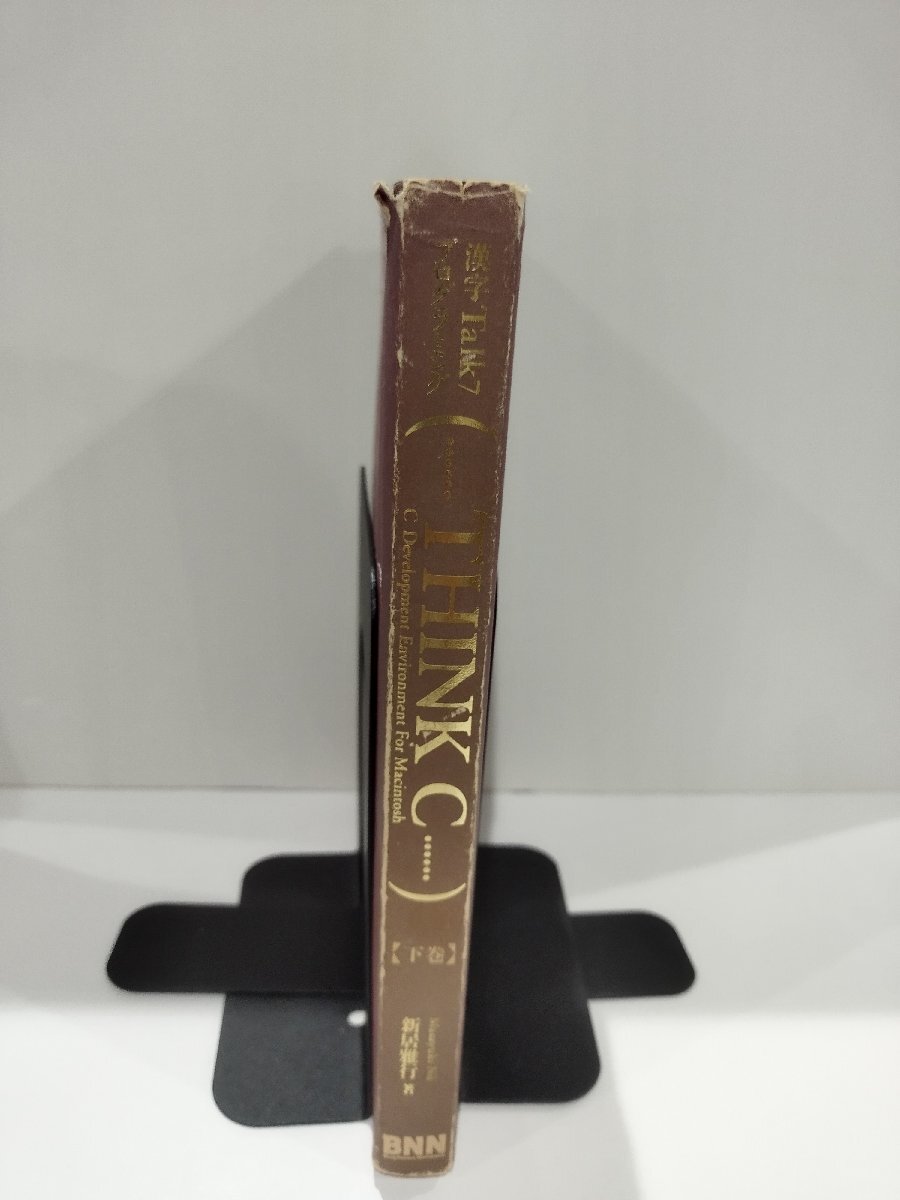 漢字Talk7
プログラミング
(……THINK C……)
C Development Environment For Macintosh
【下巻】
新居雅行
BNN